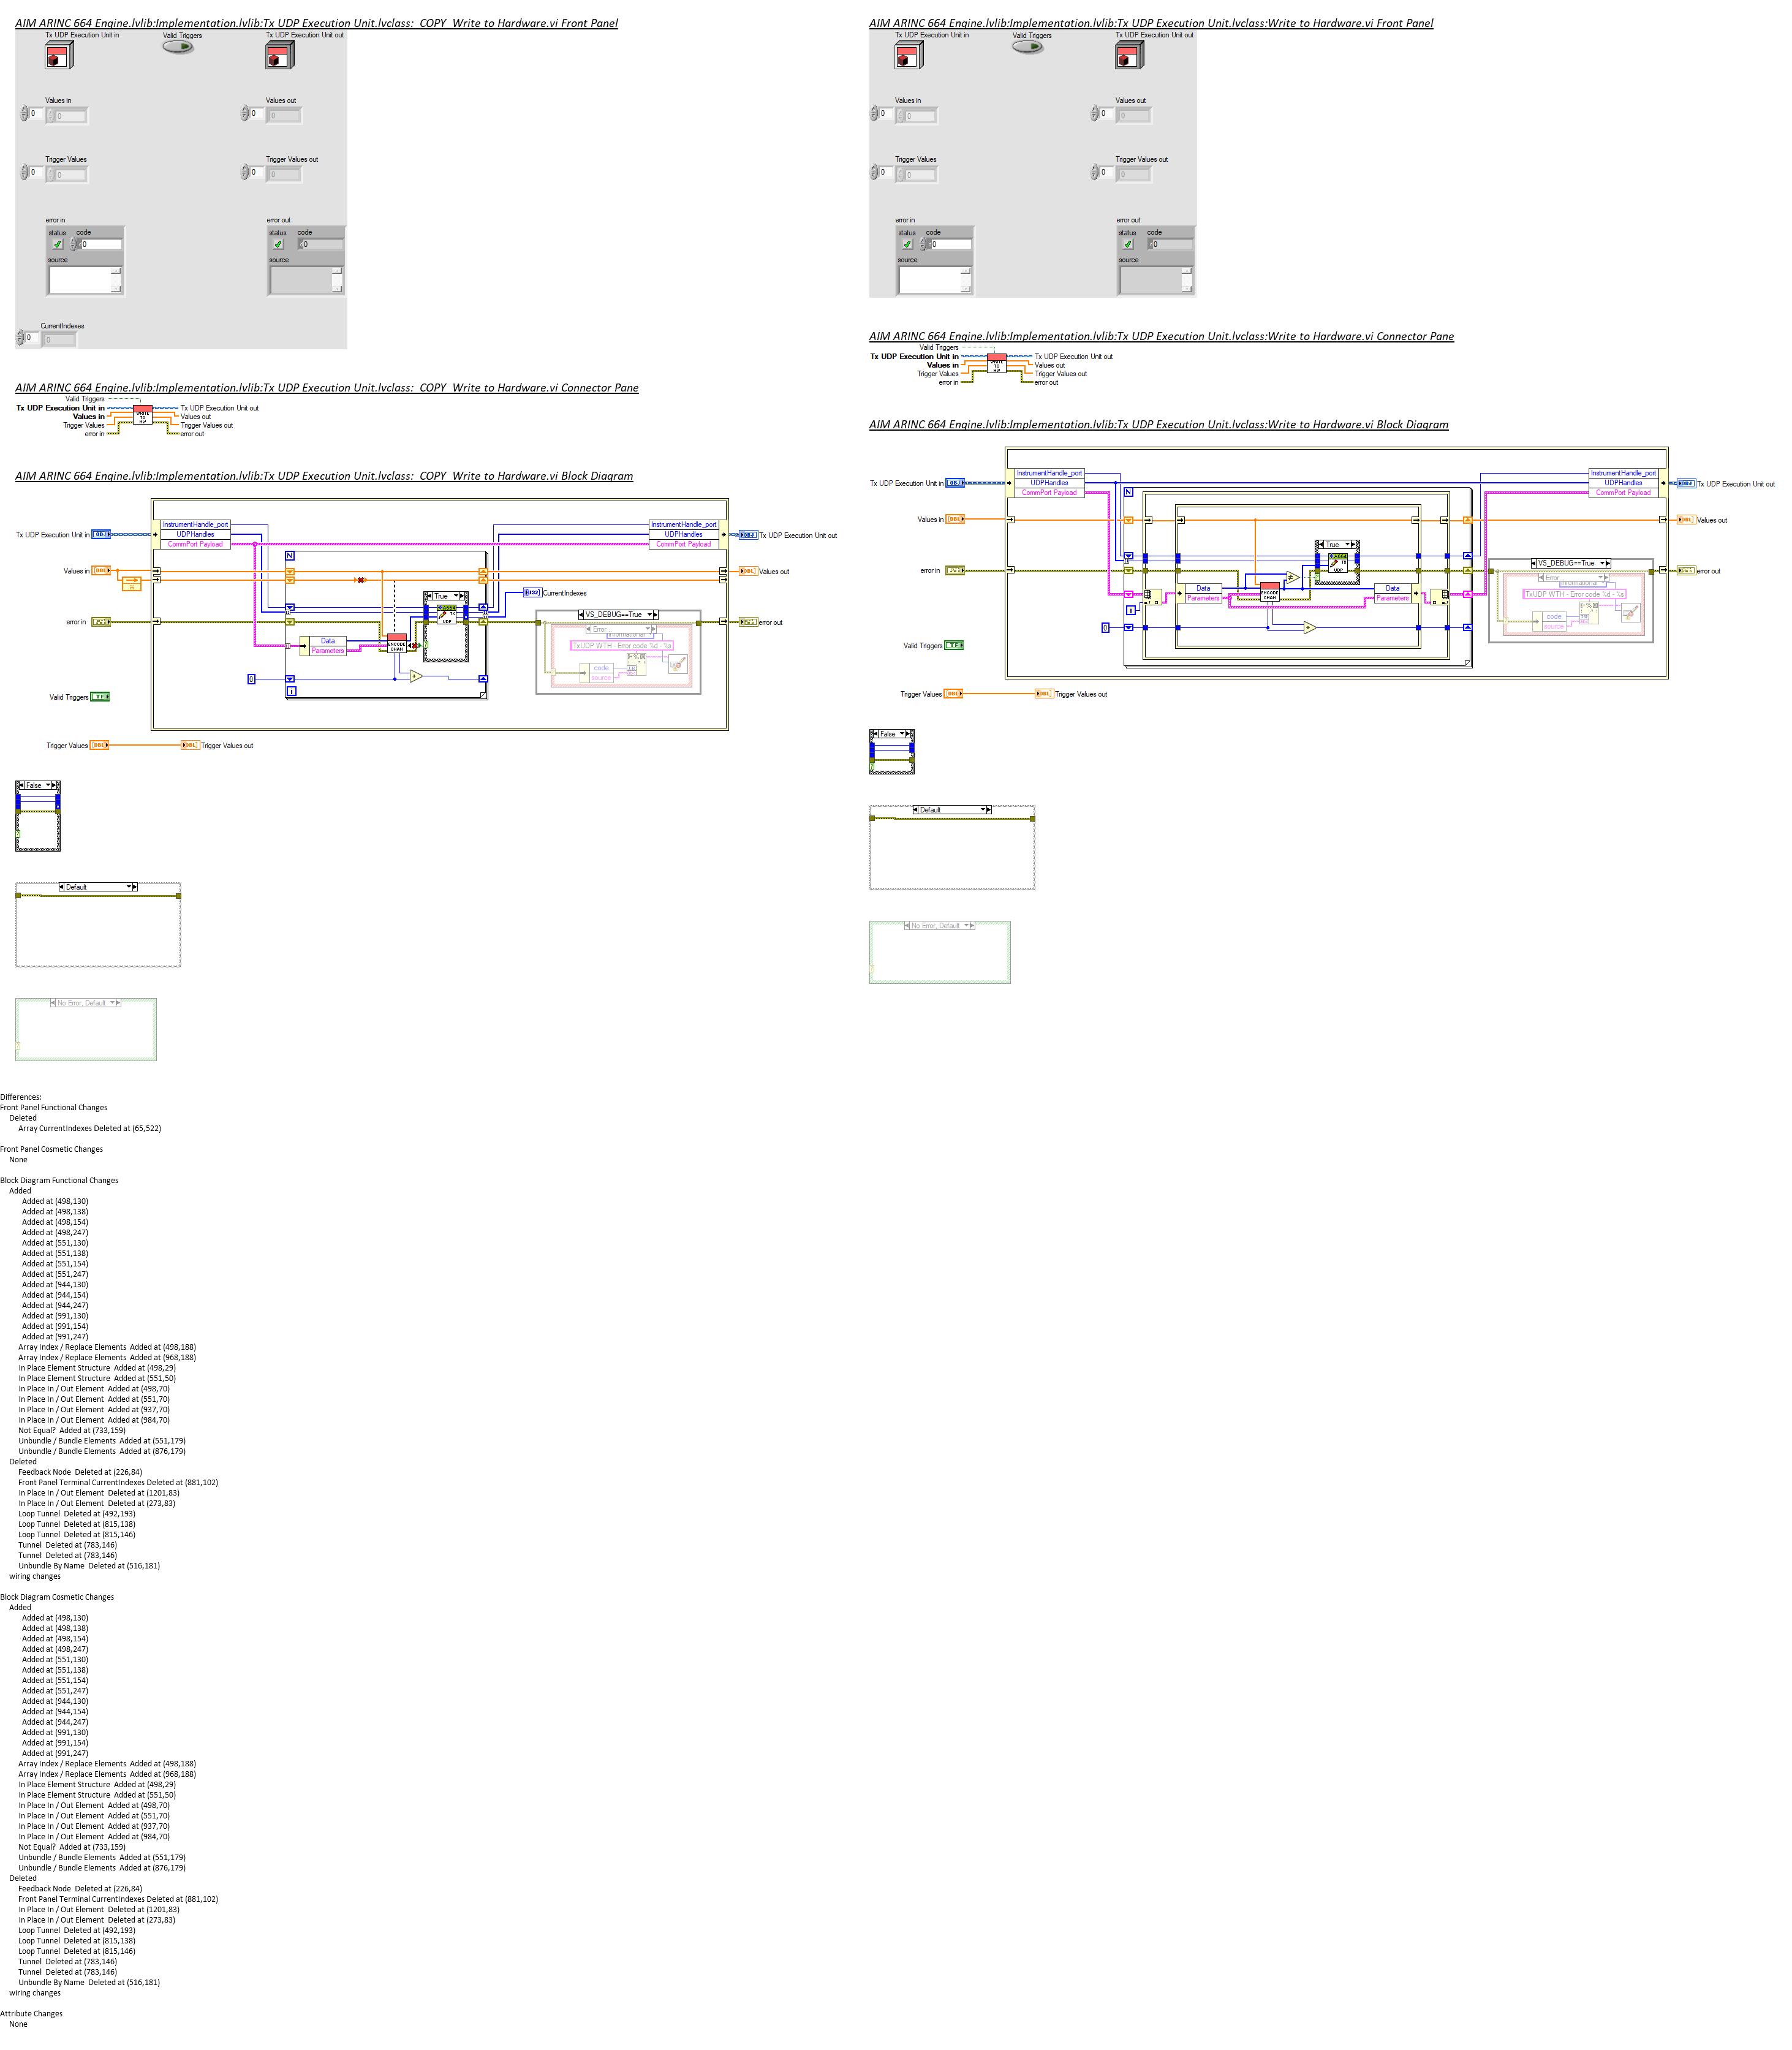 AIM ARINC 664 Engine.lvlib:Implementation.lvlib:Tx UDP Execution Unit.lvclass:_COPY_Write to Hardware.vi Front Panel
Tx UDP Execution Unit in
Valid Triggers
Tx UDP Execution Unit out
Values in
Values out
0
0
0
0
Trigger Values
Trigger Values out
0
0
0
0
error in
error out
status code
status code
0
0
source
source
CurrentIndexes
0
0
AIM ARINC 664 Engine.lvlib:Implementation.lvlib:Tx UDP Execution Unit.lvclass:_COPY_Write to Hardware.vi Connector Pane
Valid Triggers
Tx UDP Execution Unit in
Tx UDP Execution Unit out
Values in
Values out
Trigger Values
Trigger Values out
error in
error out
AIM ARINC 664 Engine.lvlib:Implementation.lvlib:Tx UDP Execution Unit.lvclass:_COPY_Write to Hardware.vi Block Diagram
InstrumentHandle_port
InstrumentHandle_port
Tx UDP Execution Unit in
UDPHandles
UDPHandles
Tx UDP Execution Unit out
CommPort Payload
CommPort Payload
N
Values in
Values out
True
CurrentIndexes
VS_DEBUG==True
error in
error out
Error
Data
TxUDP WTH - Error code %d - %s
Parameters
ENCODE CHAN
code
source
0
i
Valid Triggers
TF
Trigger Values
Trigger Values out
False
Default
No Error, Default
AIM ARINC 664 Engine.lvlib:Implementation.lvlib:Tx UDP Execution Unit.lvclass:Write to Hardware.vi Front Panel
Tx UDP Execution Unit in
Valid Triggers
Tx UDP Execution Unit out
Values in
Values out
0
0
0
0
Trigger Values
Trigger Values out
0
0
0
0
error in
error out
status code
status code
0
0
source
source
AIM ARINC 664 Engine.lvlib:Implementation.lvlib:Tx UDP Execution Unit.lvclass:Write to Hardware.vi Connector Pane
Valid Triggers
Tx UDP Execution Unit in
Tx UDP Execution Unit out
Values in
Values out
Trigger Values
Trigger Values out
error in
error out
AIM ARINC 664 Engine.lvlib:Implementation.lvlib:Tx UDP Execution Unit.lvclass:Write to Hardware.vi Block Diagram
InstrumentHandle_port
InstrumentHandle_port
Tx UDP Execution Unit in
UDPHandles
UDPHandles
Tx UDP Execution Unit out
CommPort Payload
CommPort Payload
N
Values in
Values out
True
VS_DEBUG==True
error in
error out
Error
Data
Data
Parameters
Parameters
ENCODE CHAN
TxUDP WTH - Error code %d - %s
code
source
i
0
Valid Triggers
TF
Trigger Values
Trigger Values out
False
Default
No Error, Default
Differences:
Front Panel Functional Changes
Deleted
Array CurrentIndexes Deleted at (65,522)
Front Panel Cosmetic Changes
None
Block Diagram Functional Changes
Added
Added at (498,130)
Added at (498,138)
Added at (498,154)
Added at (498,247)
Added at (551,130)
Added at (551,138)
Added at (551,154)
Added at (551,247)
Added at (944,130)
Added at (944,154)
Added at (944,247)
Added at (991,130)
Added at (991,154)
Added at (991,247)
Array Index / Replace Elements Added at (498,188)
Array Index / Replace Elements Added at (968,188)
In Place Element Structure Added at (498,29)
In Place Element Structure Added at (551,50)
In Place In / Out Element Added at (498,70)
In Place In / Out Element Added at (551,70)
In Place In / Out Element Added at (937,70)
In Place In / Out Element Added at (984,70)
Not Equal? Added at (733,159)
Unbundle / Bundle Elements Added at (551,179)
Unbundle / Bundle Elements Added at (876,179)
Deleted
Feedback Node Deleted at (226,84)
Front Panel Terminal CurrentIndexes Deleted at (881,102)
In Place In / Out Element Deleted at (1201,83)
In Place In / Out Element Deleted at (273,83)
Loop Tunnel Deleted at (492,193)
Loop Tunnel Deleted at (815,138)
Loop Tunnel Deleted at (815,146)
Tunnel Deleted at (783,146)
Tunnel Deleted at (783,146)
Unbundle By Name Deleted at (516,181)
wiring changes
Block Diagram Cosmetic Changes
Added
Added at (498,130)
Added at (498,138)
Added at (498,154)
Added at (498,247)
Added at (551,130)
Added at (551,138)
Added at (551,154)
Added at (551,247)
Added at (944,130)
Added at (944,154)
Added at (944,247)
Added at (991,130)
Added at (991,154)
Added at (991,247)
Array Index / Replace Elements Added at (498,188)
Array Index / Replace Elements Added at (968,188)
In Place Element Structure Added at (498,29)
In Place Element Structure Added at (551,50)
In Place In / Out Element Added at (498,70)
In Place In / Out Element Added at (551,70)
In Place In / Out Element Added at (937,70)
In Place In / Out Element Added at (984,70)
Not Equal? Added at (733,159)
Unbundle / Bundle Elements Added at (551,179)
Unbundle / Bundle Elements Added at (876,179)
Deleted
Feedback Node Deleted at (226,84)
Front Panel Terminal CurrentIndexes Deleted at (881,102)
In Place In / Out Element Deleted at (1201,83)
In Place In / Out Element Deleted at (273,83)
Loop Tunnel Deleted at (492,193)
Loop Tunnel Deleted at (815,138)
Loop Tunnel Deleted at (815,146)
Tunnel Deleted at (783,146)
Tunnel Deleted at (783,146)
Unbundle By Name Deleted at (516,181)
wiring changes
Attribute Changes
None